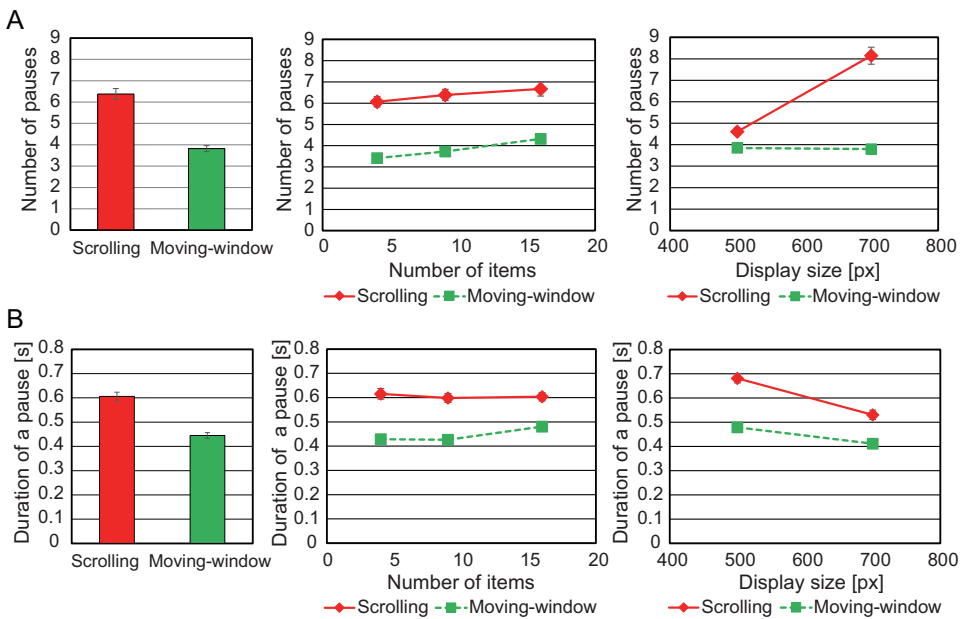 A
Number of pauses
9
8
7
6
5
4
3
2
1
0
Scrolling Moving-window
Number of pauses
9
8
7
6
5
4
3
2
1
0
0 5 10 15 20
Number of items
Scrolling Moving-window
Number of pauses
9
8
7
6
5
4
3
2
1
0
400 500 600 700 800
Display size [px]
Scrolling Moving-window
B
Duration of a pause [s]
0.8
0.7
0.6
0.5
0.4
0.3
0.2
0.1
0
Scrolling Moving-window
Duration of a pause [s]
0.8
0.7
0.6
0.5
0.4
0.3
0.2
0.1
0
0 5 10 15 20
Number of items
Scrolling Moving-window
Duration of a pause [s]
0.8
0.7
0.6
0.5
0.4
0.3
0.2
0.1
0
400 500 600 700 800
Display size [px]
Scrolling Moving-window